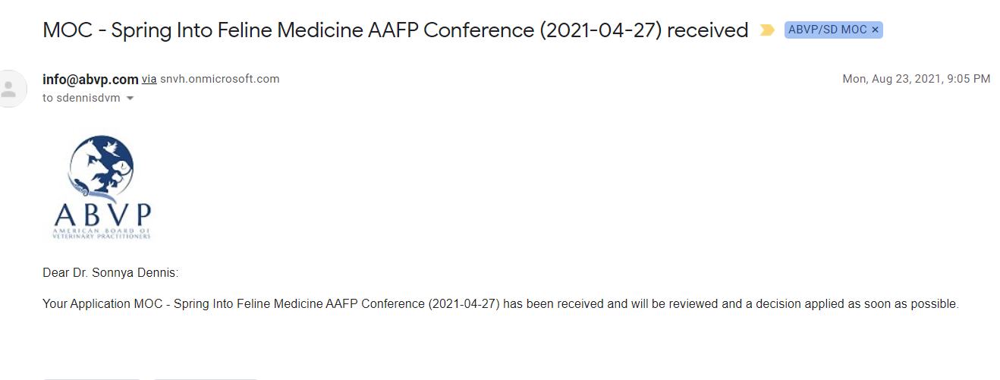 MOC - Spring Into Feline Medicine AAFP Conference (2021-04-27) received ABVP/SD MOC ×
info@abvp.com via snvh.onmicrosoft.com Mon, Aug 23, 2021, 9:05 PM
to sdennisdvm
ABVP
AMERICAN BOARD OF
VETERINARY PRACTITIONERS
Dear Dr. Sonnya Dennis:
Your Application MOC - Spring Into Feline Medicine AAFP Conference (2021-04-27) has been received and will be reviewed and a decision applied as soon as possible.